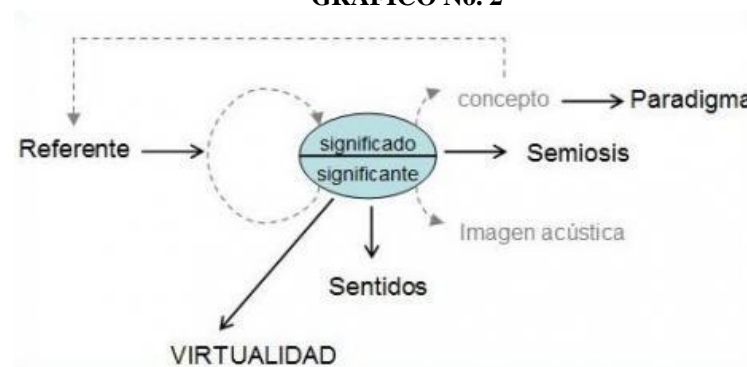 GRÁFICO No. 2
concepto
Paradigma
Referente
significado
Semiosis
significante
Imagen acústica
Sentidos
VIRTUALIDAD